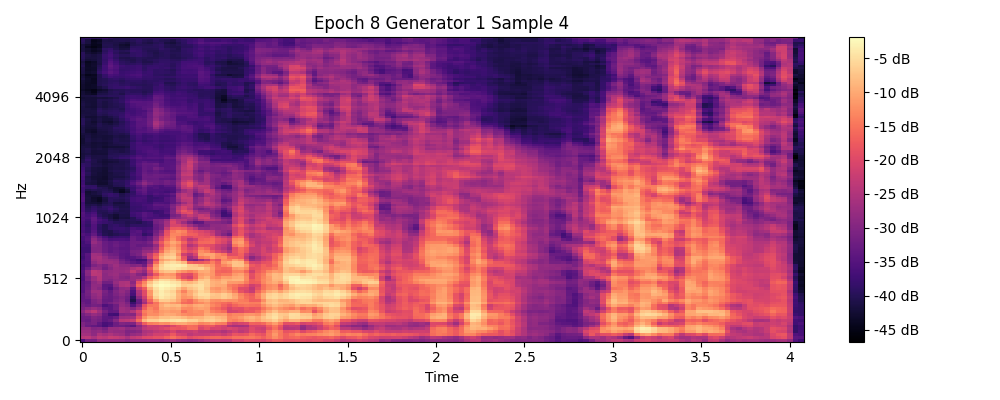 Epoch 8 Generator 1 Sample 4
Hz
4096
2048
1024
512
0
0
0.5
1
1.5
2
2.5
3
3.5
4
Time
-5 dB
-10 dB
-15 dB
-20 dB
-25 dB
-30 dB
-35 dB
-40 dB
-45 dB